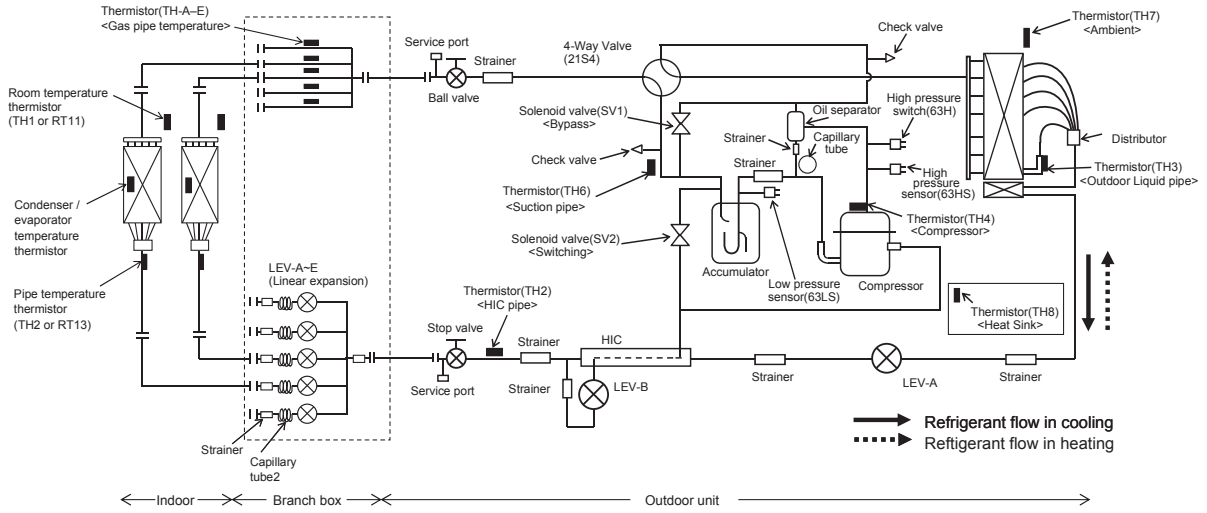 Thermistor(TH-A–E)
<Gas pipe temperature>
Service port
Strainer
Ball valve
4-Way Valve
(21S4)
Check valve
Thermistor(TH7)
<Ambient>
Room temperature
thermistor
(TH1 or RT11)
Solenoid valve(SV1)
<Bypass>
Oil separator
High pressure
switch(63H)
Strainer
Capillary
tube
Distributor
Check valve
Strainer
High
pressure
sensor(63HS)
Thermistor(TH3)
<Outdoor Liquid pipe>
Condenser /
evaporator
temperature
thermistor
Thermistor(TH6)
<Suction pipe>
Thermistor(TH4)
<Compressor>
Solenoid valve(SV2)
<Switching>
Accumulator
Low pressure
sensor(63LS)
Compressor
LEV-A~E
(Linear expansion)
Pipe temperature
thermistor
(TH2 or RT13)
Thermistor(TH2)
<HIC pipe>
Thermistor(TH8)
<Heat Sink>
Stop valve
Strainer
HIC
Service port
Strainer
LEV-B
Strainer
LEV-A
Strainer
Strainer
Capillary
tube2
Refrigerant flow in cooling
Reftigerant flow in heating
Indoor
Branch box
Outdoor unit